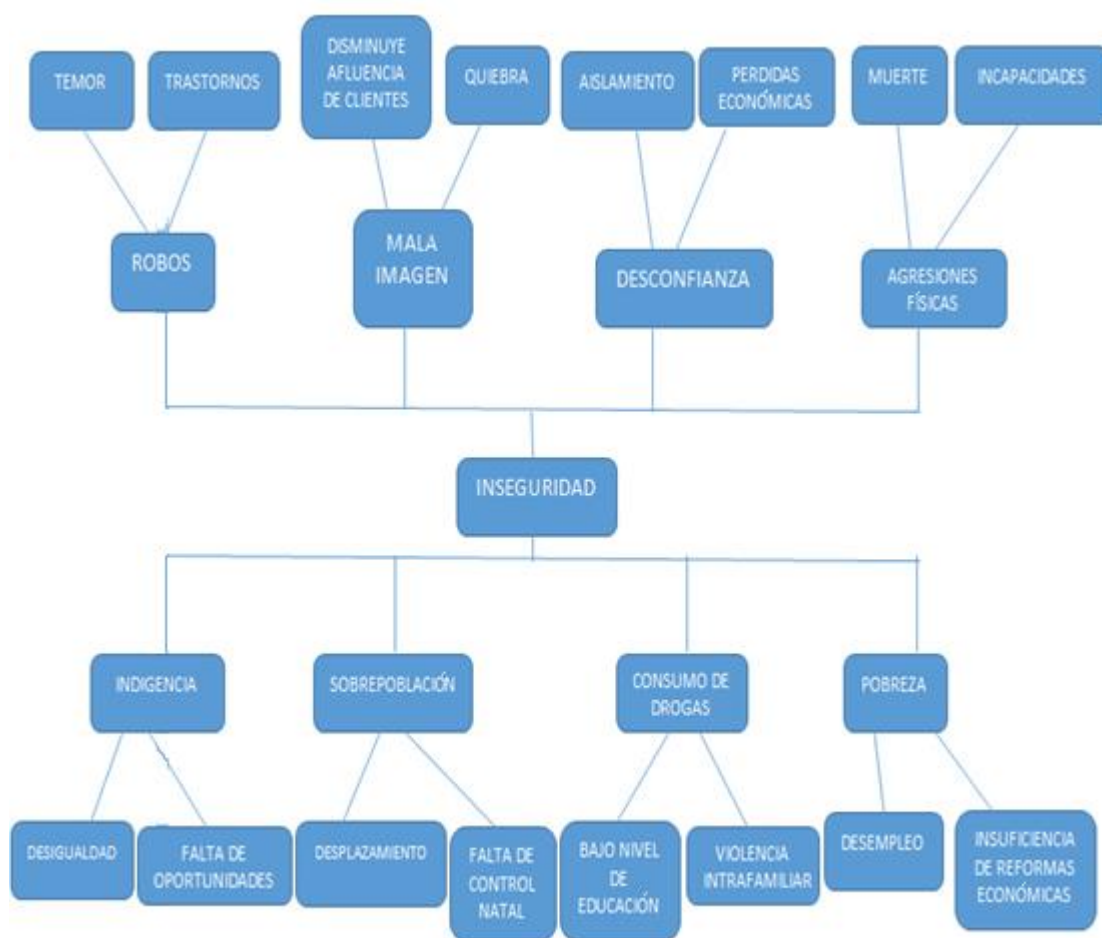 TEMOR
TRASTORNOS
DISMINUYE
AFLUENCIA
DE CLIENTES
QUIEBRA
AISLAMIENTO
PERDIDAS
ECONÓMICAS
MUERTE
INCAPACIDADES
ROBOS
MALA
IMAGEN
DESCONFIANZA
AGRESIONES
FÍSICAS
INSEGURIDAD
INDIGENCIA
SOBREPOBLACIÓN
CONSUMO DE
DROGAS
POBREZA
DESIGUALDAD
FALTA DE
OPORTUNIDADES
DESPLAZAMIENTO
FALTA DE
CONTROL
NATAL
BAJO NIVEL
DE
EDUCACIÓN
VIOLENCIA
INTRAFAMILIAR
DESEMPLEO
INSUFICIENCIA
DE REFORMAS
ECONÓMICAS